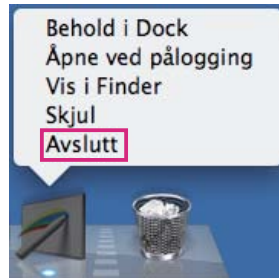 Behold i Dock
Åpne ved pålogging
Vis i Finder
Skjul
Avslutt